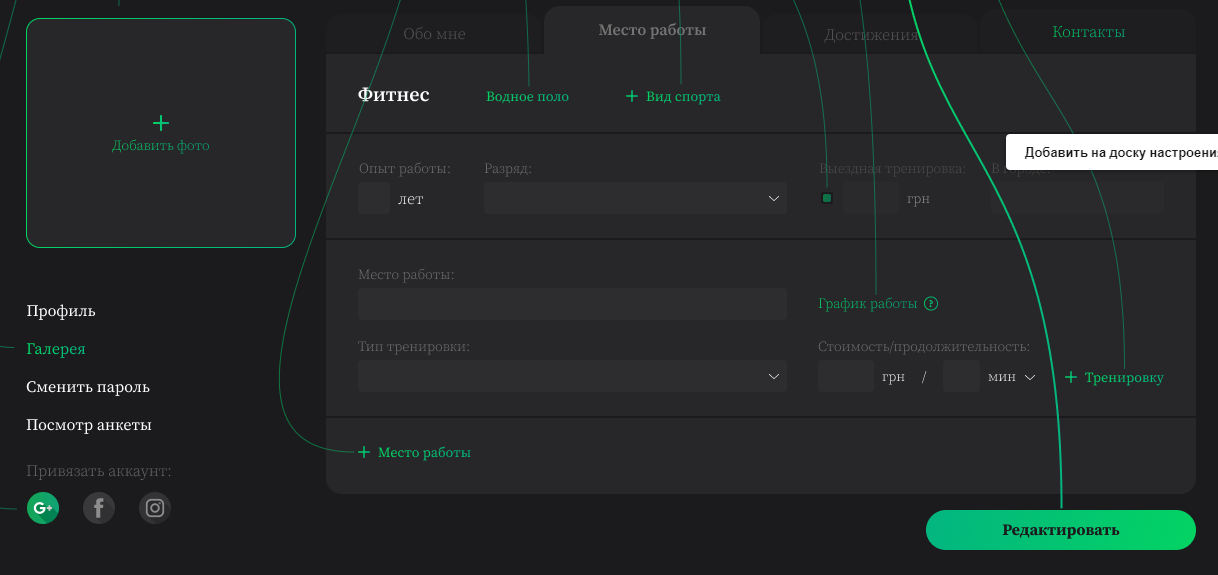 Обо мне
Место работы
Достижения
Контакты
Добавить фото
Фитнес
Водное поло
+ Вид спорта
Добавить на доску настроени
Опыт работы:
Разряд:
Выездная тренировка:
лет
грн
Место работы:
График работы ?
Тип тренировки:
Стоимость/продолжительность:
грн / мин
+ Тренировку
+ Место работы
Профиль
Галерея
Сменить пароль
Посмотр анкеты
Привязать аккаунт:
G+
Редактировать